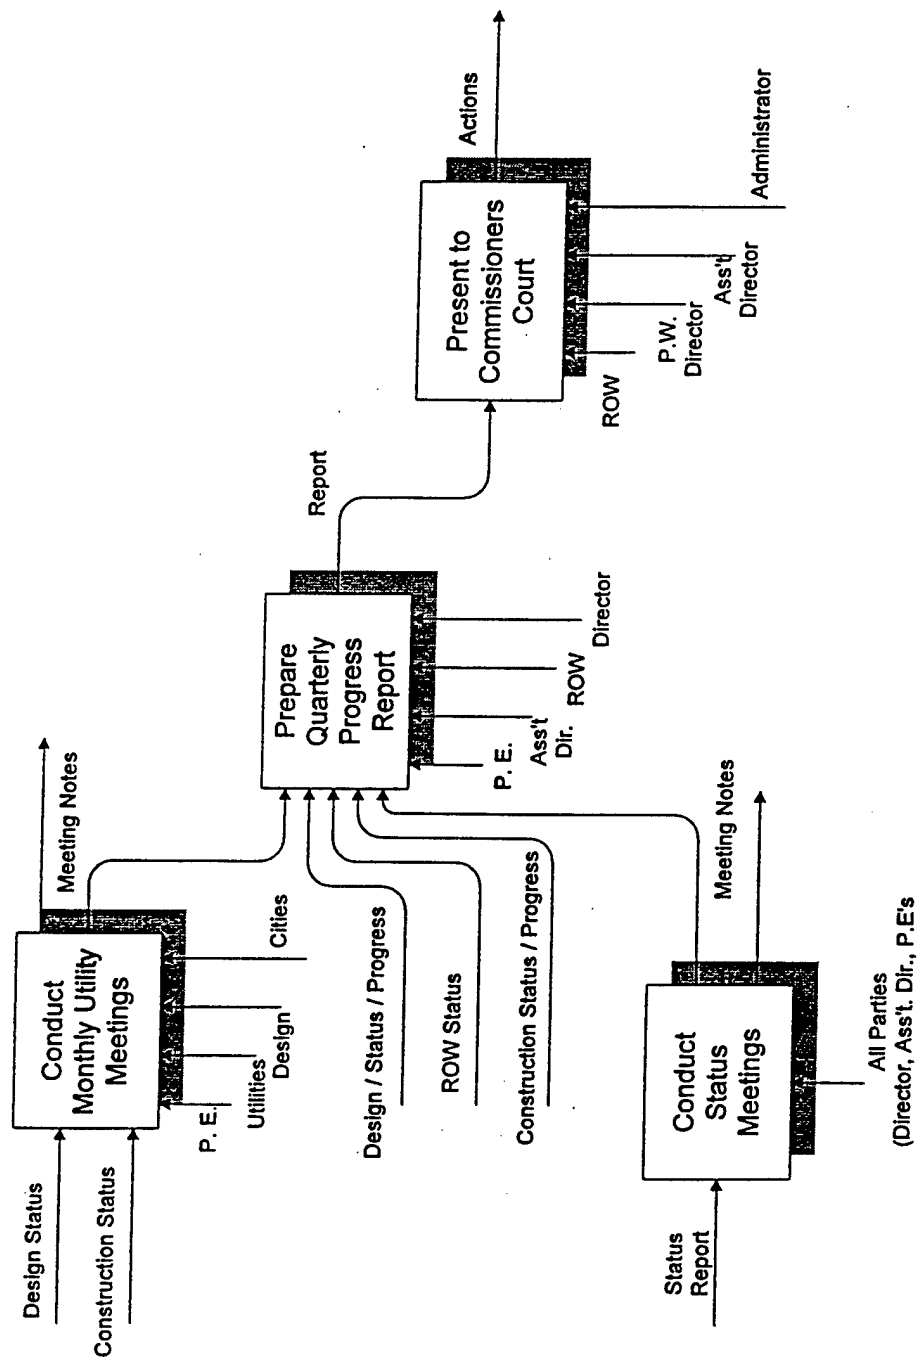 Design Status
Construction Status
Conduct
Monthly Utility
Meetings
P. E.
Utilities
Design
Cities
Meeting Notes
Design / Status / Progress
ROW Status
Construction Status / Progress
Status
Report
Conduct
Status
Meetings
All Parties
(Director, Ass't. Dir., P.E's
Meeting Notes
Prepare
Quarterly
Progress
Report
P. E.
Ass't
Dir.
ROW
Director
Report
Present to
Commissioners
Court
ROW
P.W.
Director
Ass't
Director
Administrator
Actions